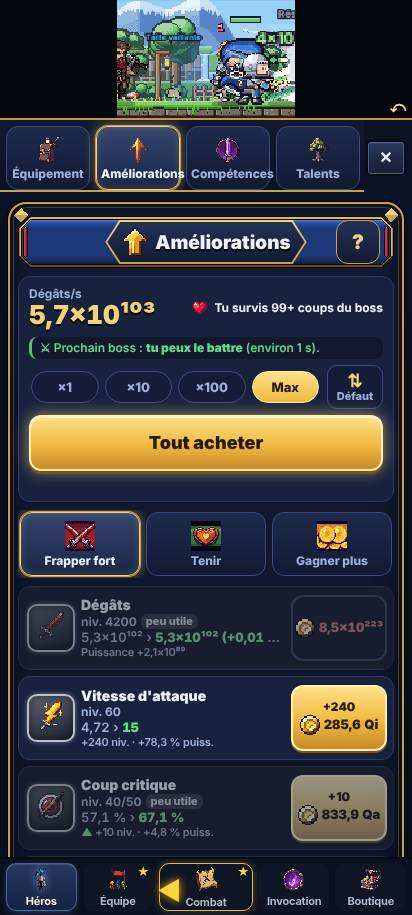 4×10
Équipement
Améliorations
Compétences
Talents
×
Améliorations
?
Dégâts/s
5,7×10¹⁰³
Tu survis 99+ coups du boss
Prochain boss : tu peux le battre (environ 1 s).
×1
×10
×100
Max
Défaut
Tout acheter
Frapper fort
Tenir
Gagner plus
Dégâts
niv. 4200 peu utile
5,3×10¹⁰² › 5,3×10¹⁰² (+0,01 ...
Puissance +2,1×10⁸⁹
8,5×10²²³
Vitesse d'attaque
niv. 60
4,72 › 15
+240 niv. · +78,3 % puiss.
+240
285,6 Qi
Coup critique
niv. 40/50 peu utile
57,1 % › 67,1 %
▲ +10 niv. · +4,8 % puiss.
+10
833,9 Qa
Héros
Équipe
Combat
Invocation
Boutique